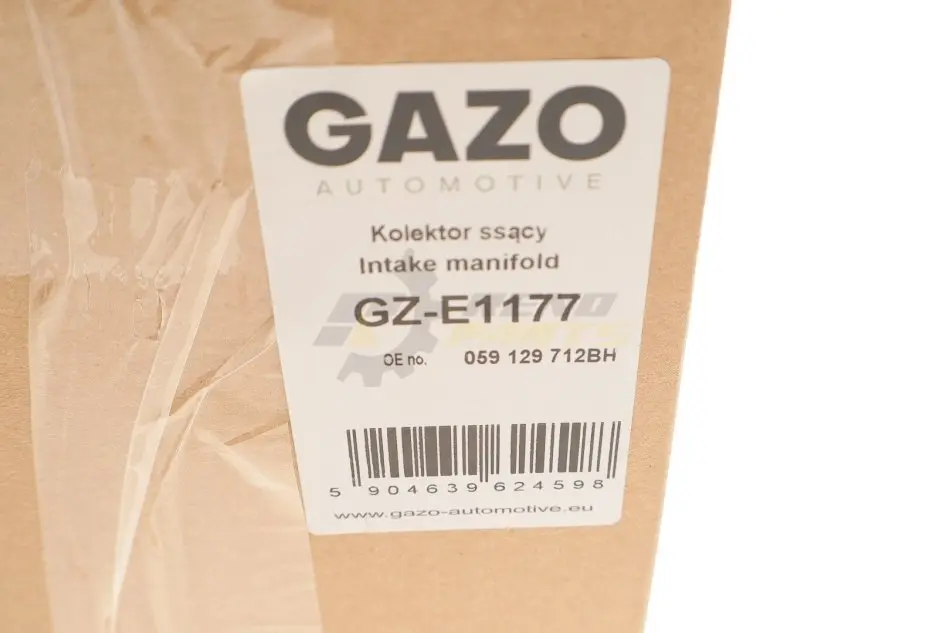 GAZO
AUTOMOTIVE
Kolektor ssący
Intake manifold
GZ-E1177
OE no. 059 129 712BH
5 904639 624598
www.gazo-automotive.eu